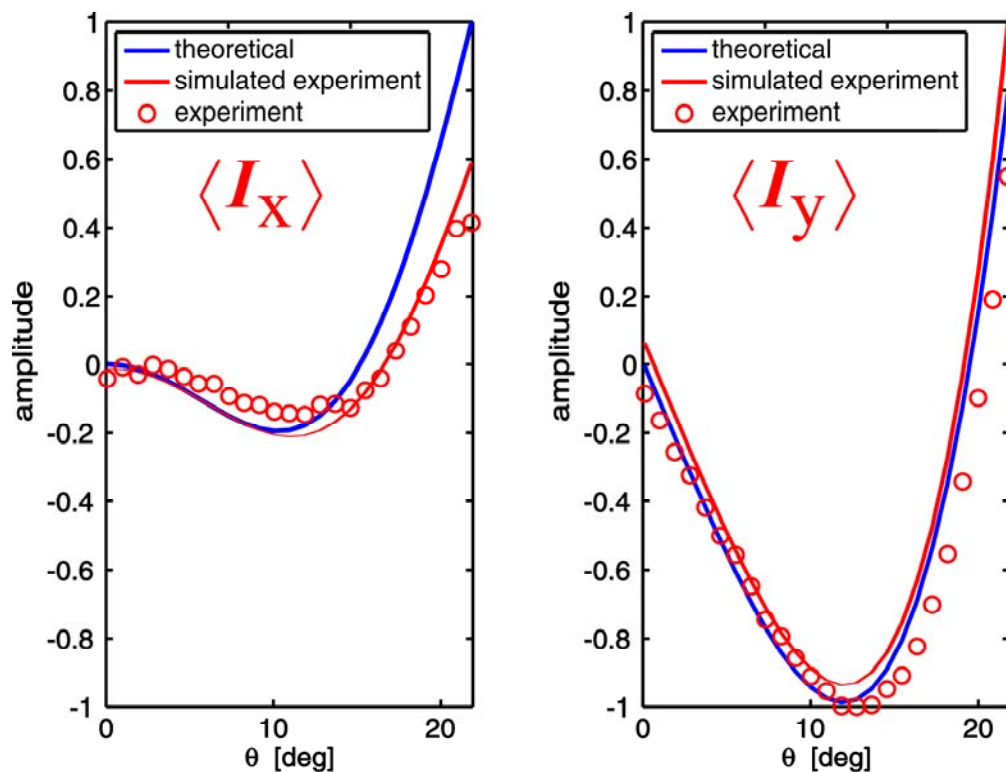 1
0.8
0.6
0.4
0.2
0
-0.2
-0.4
-0.6
-0.8
-1
amplitude
theoretical
simulated experiment
experiment
⟨Ix⟩
0 10 20
θ [deg]
1
0.8
0.6
0.4
0.2
0
-0.2
-0.4
-0.6
-0.8
-1
amplitude
theoretical
simulated experiment
experiment
⟨Iy⟩
0 10 20
θ [deg]